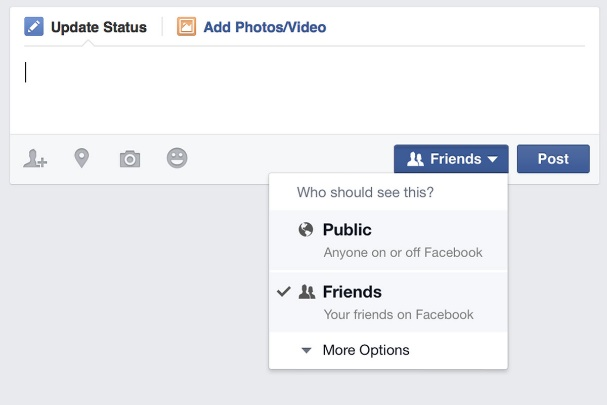 Update Status
Add Photos/Video
Friends
Post
Who should see this?
Public
Anyone on or off Facebook
Friends
Your friends on Facebook
More Options